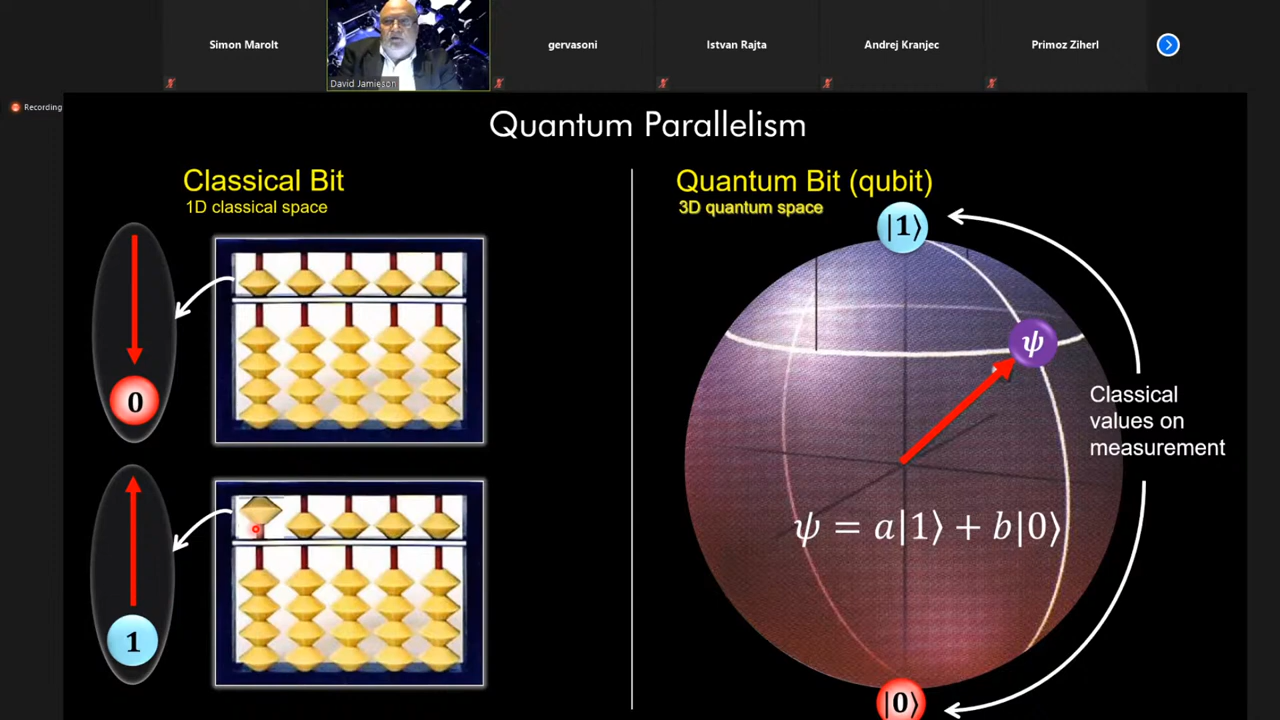 Simon Marolt
David Jamieson
gervasoni
Istvan Rajta
Andrej Kranjec
Primoz Ziherl
Recording
Quantum Parallelism
Classical Bit
1D classical space
0
1
Quantum Bit (qubit)
3D quantum space
|1⟩
ψ
Classical
values on
measurement
ψ = a|1⟩ + b|0⟩
|0⟩